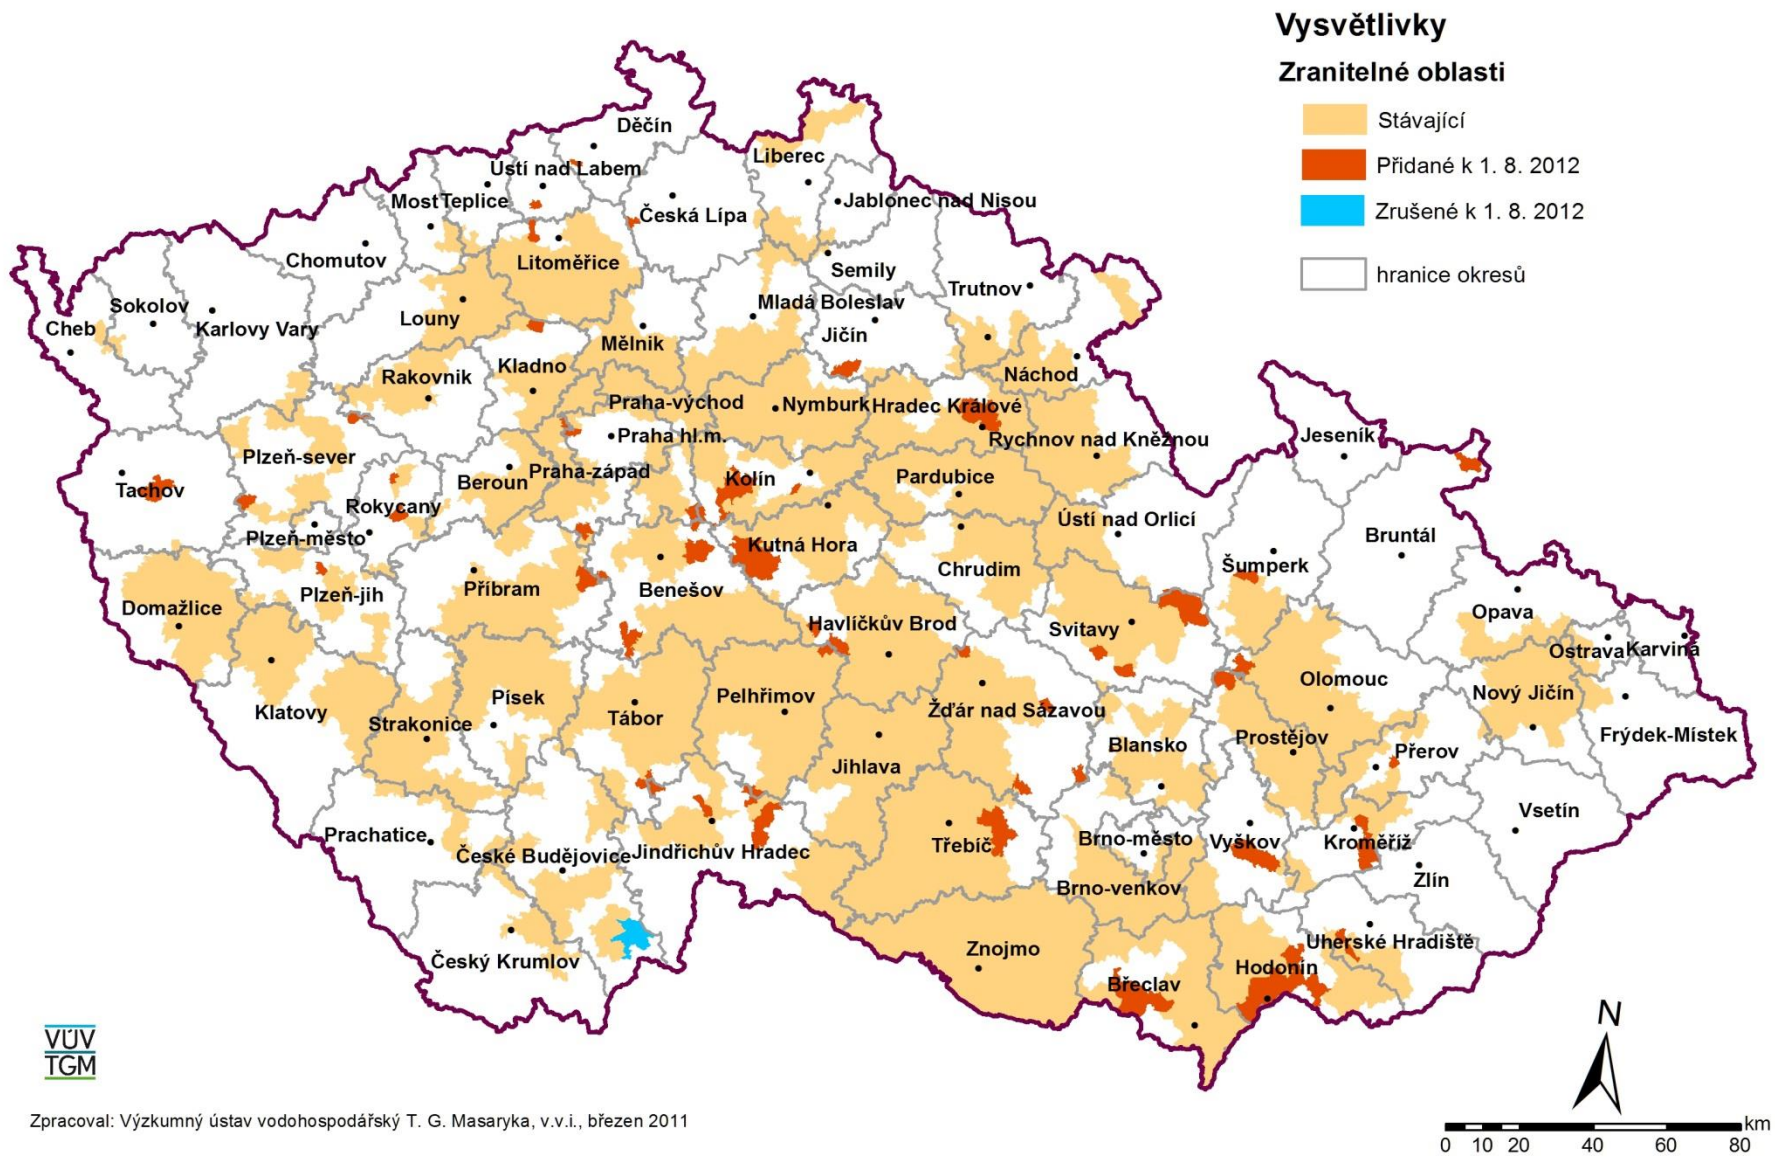 Vysvětlivky
Zranitelné oblasti
Stávající
Přidané k 1. 8. 2012
Zrušené k 1. 8. 2012
hranice okresů
Děčín
Liberec
Ústí nad Labem
Most
Teplice
Česká Lípa
Jablonec nad Nisou
Chomutov
Litoměřice
Semily
Trutnov
Sokolov
Cheb
Karlovy Vary
Louny
Mladá Boleslav
Mělník
Jičín
Kladno
Rakovník
Náchod
Praha-východ
Nymburk
Hradec Králové
Praha hl.m.
Rychnov nad Kněžnou
Jeseník
Plzeň-sever
Praha-západ
Beroun
Kolín
Pardubice
Tachov
Rokycany
Ústí nad Orlicí
Plzeň-město
Kutná Hora
Bruntál
Šumperk
Chrudim
Příbram
Benešov
Plzeň-jih
Domažlice
Opava
Havlíčkův Brod
Svitavy
Ostrava
Karviná
Olomouc
Pelhřimov
Nový Jičín
Písek
Klatovy
Tábor
Žďár nad Sázavou
Strakonice
Blansko
Prostějov
Frýdek-Místek
Přerov
Jihlava
Vsetín
Prachatice
Třebíč
Brno-město
Vyškov
Kroměříž
České Budějovice
Jindřichův Hradec
Zlín
Brno-venkov
Uherské Hradiště
Znojmo
Český Krumlov
Hodonín
Břeclav
N
VÚV
TGM
Zpracoval: Výzkumný ústav vodohospodářský T. G. Masaryka, v.v.i., březen 2011
km
0 10 20 40 60 80